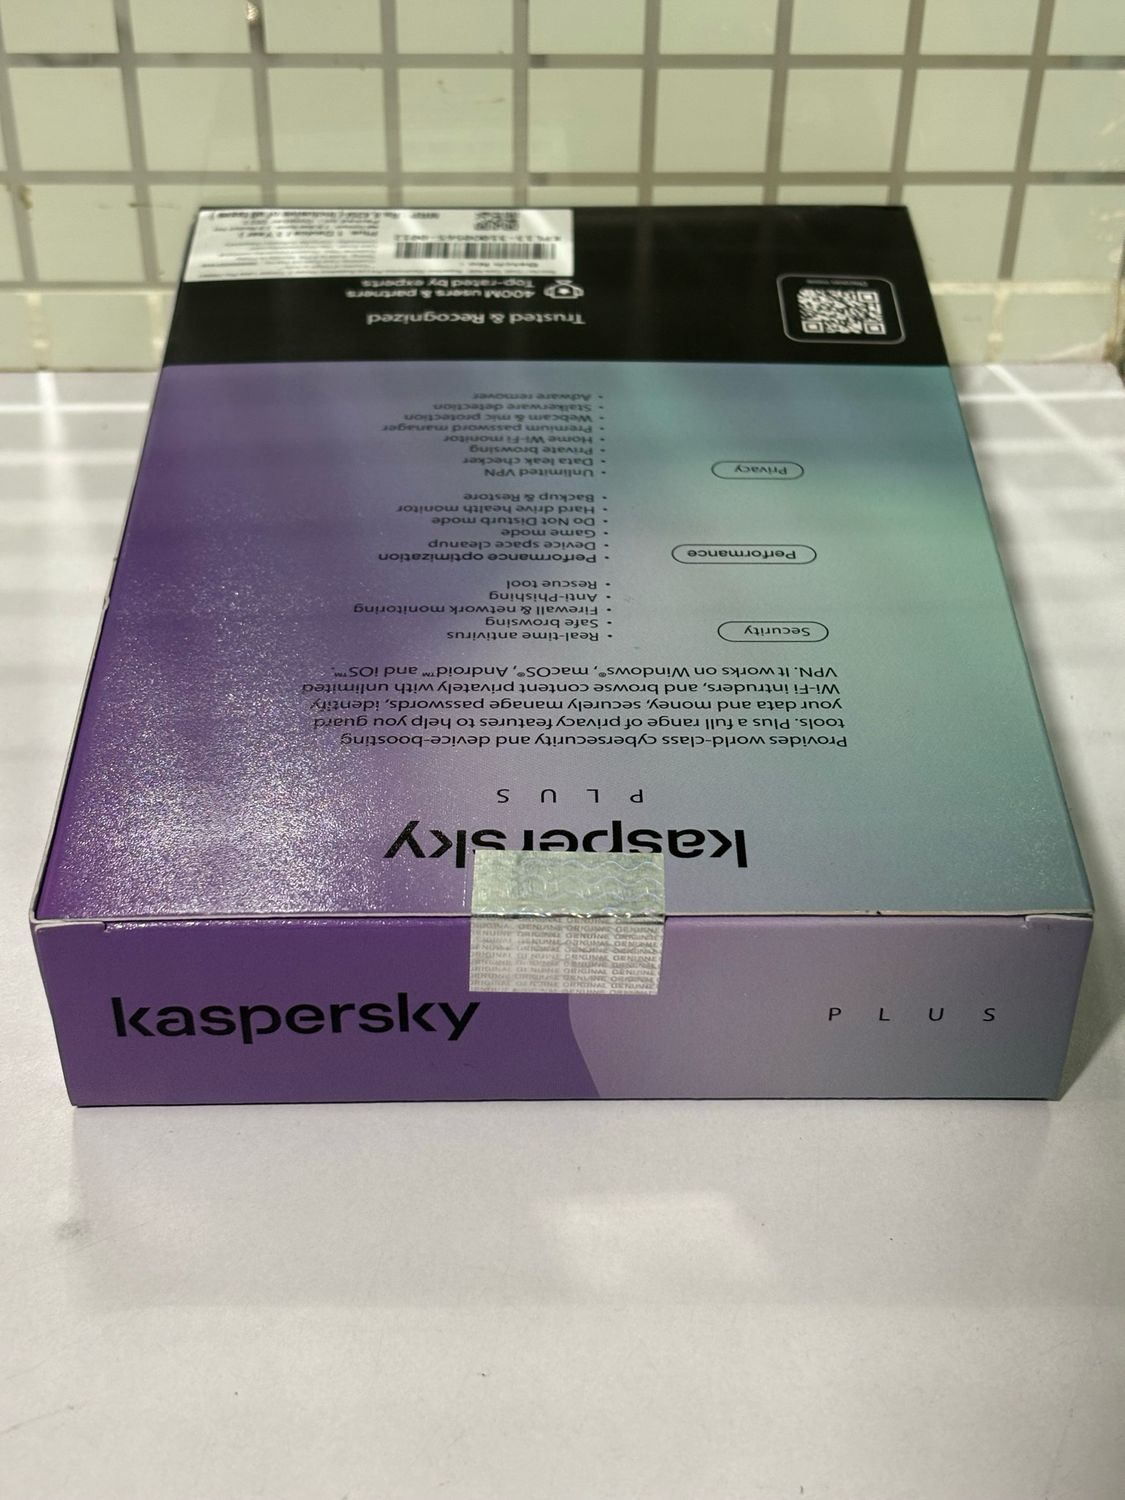 kaspersky
PLUS
Provides world-class cybersecurity and device-boosting
tools. Plus a full range of privacy features to help you guard
your data and money, securely manage passwords, identify
Wi-Fi intruders, and browse content privately with unlimited
VPN. It works on Windows®, macOS®, Android™, and iOS™.
Security
• Real-time antivirus
• Safe browsing
• Firewall & network monitoring
• Anti-Phishing
• Rescue tool
Performance
• Performance optimization
• Device space cleanup
• Game mode
• Do Not Disturb mode
• Hard drive health monitor
• Backup & Restore
Privacy
• Unlimited VPN
• Data leak checker
• Private browsing
• Home Wi-Fi monitor
• Premium password manager
• Webcam & mic protection
• Stalkerware detection
• Adware remover
Trusted & Recognized
400M users & partners
Top-rated by experts
GENUINE ORIGINAL
kaspersky
PLUS